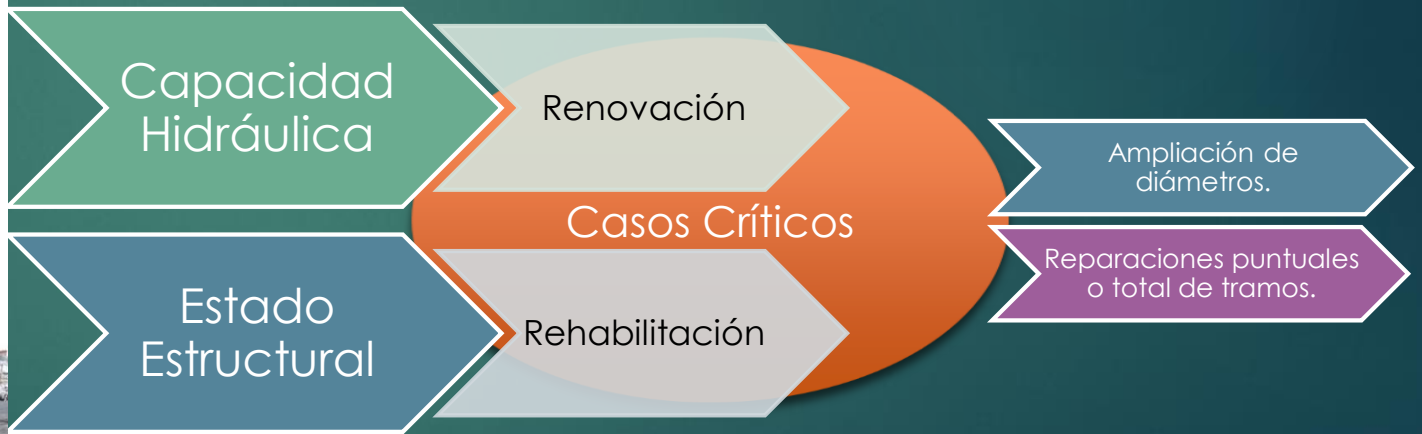 Capacidad
Hidráulica
Renovación
Casos Críticos
Estado
Estructural
Rehabilitación
Ampliación de
diámetros.
Reparaciones puntuales
o total de tramos.